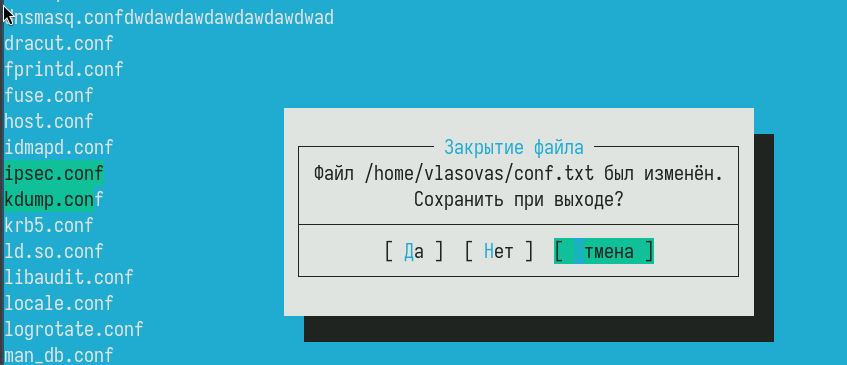 dnsmasq.confdwdawdawdawdawdawdwad
dracut.conf
fprintd.conf
fuse.conf
host.conf
idmapd.conf
ipsec.conf
kdump.conf
krb5.conf
ld.so.conf
libaudit.conf
locale.conf
logrotate.conf
man_db.conf
Закрытие файла
Файл /home/vlasovas/conf.txt был изменён.
Сохранить при выходе?
[ Да ] [ Нет ] [ Отмена ]